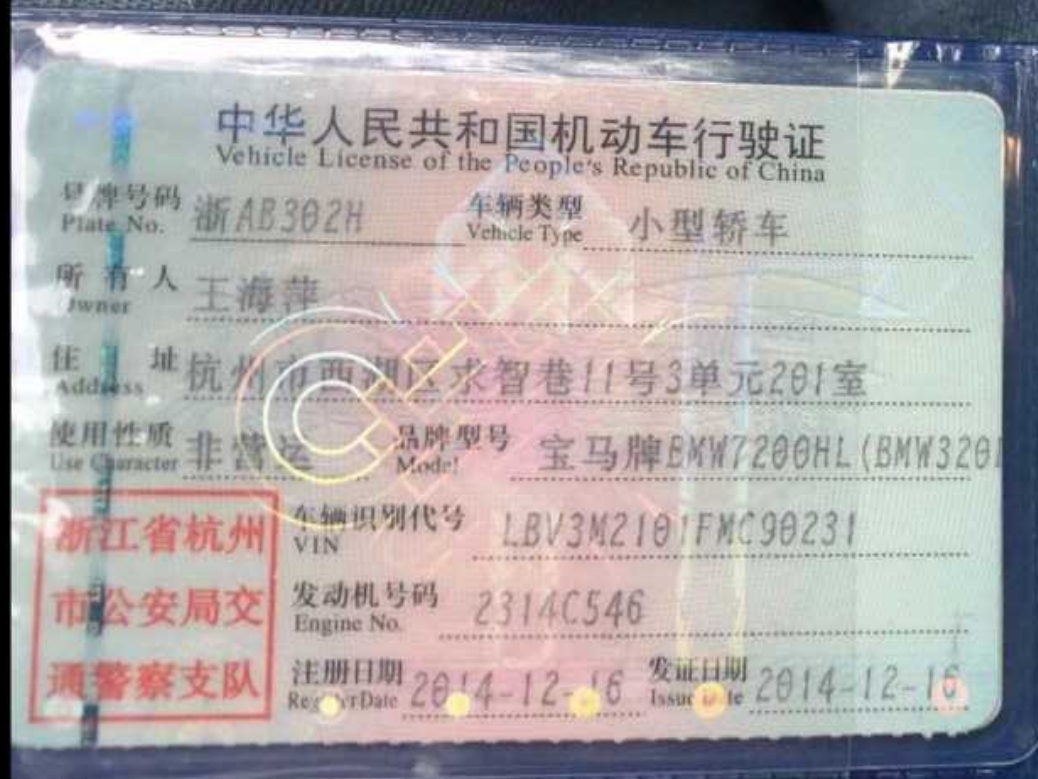 中华人民共和国机动车行驶证
Vehicle License of the People's Republic of China
号牌号码 浙AB302H 车辆类型 小型轿车
Plate No. Vehicle Type
所有人 王海萍
Owner
住址 杭州市西湖区求智巷11号3单元201室
Address
使用性质 非营运 品牌型号 宝马牌BMW7200HL(BMW320
Use Character Model
车辆识别代号 LBV3M2101FMC90231
VIN
发动机号码 2314C546
Engine No.
注册日期 2014-12-16 发证日期 2014-12-16
Register Date Issue Date
浙江省杭州
市公安局交
通警察支队